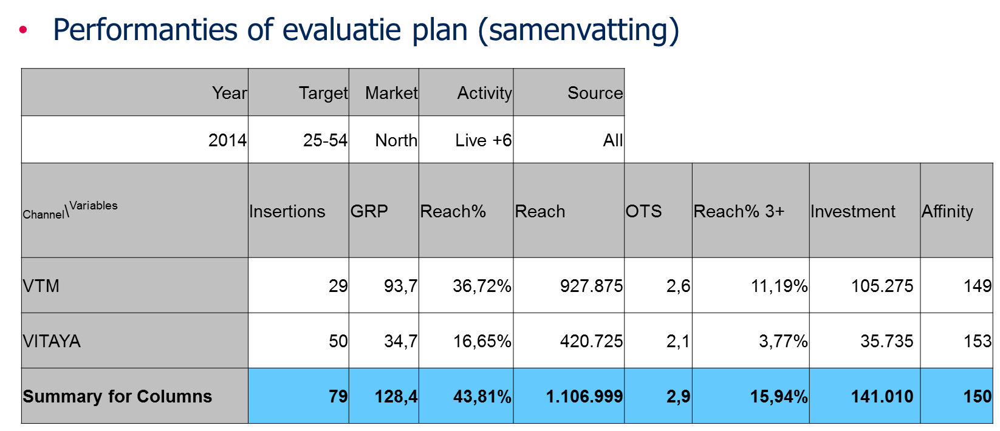 • Performanties of evaluatie plan (samenvatting)
Year Target Market Activity Source
2014 25-54 North Live +6 All
Channel\Variables Insertions GRP Reach% Reach OTS Reach% 3+ Investment Affinity
VTM 29 93,7 36,72% 927.875 2,6 11,19% 105.275 149
VITAYA 50 34,7 16,65% 420.725 2,1 3,77% 35.735 153
Summary for Columns 79 128,4 43,81% 1.106.999 2,9 15,94% 141.010 150